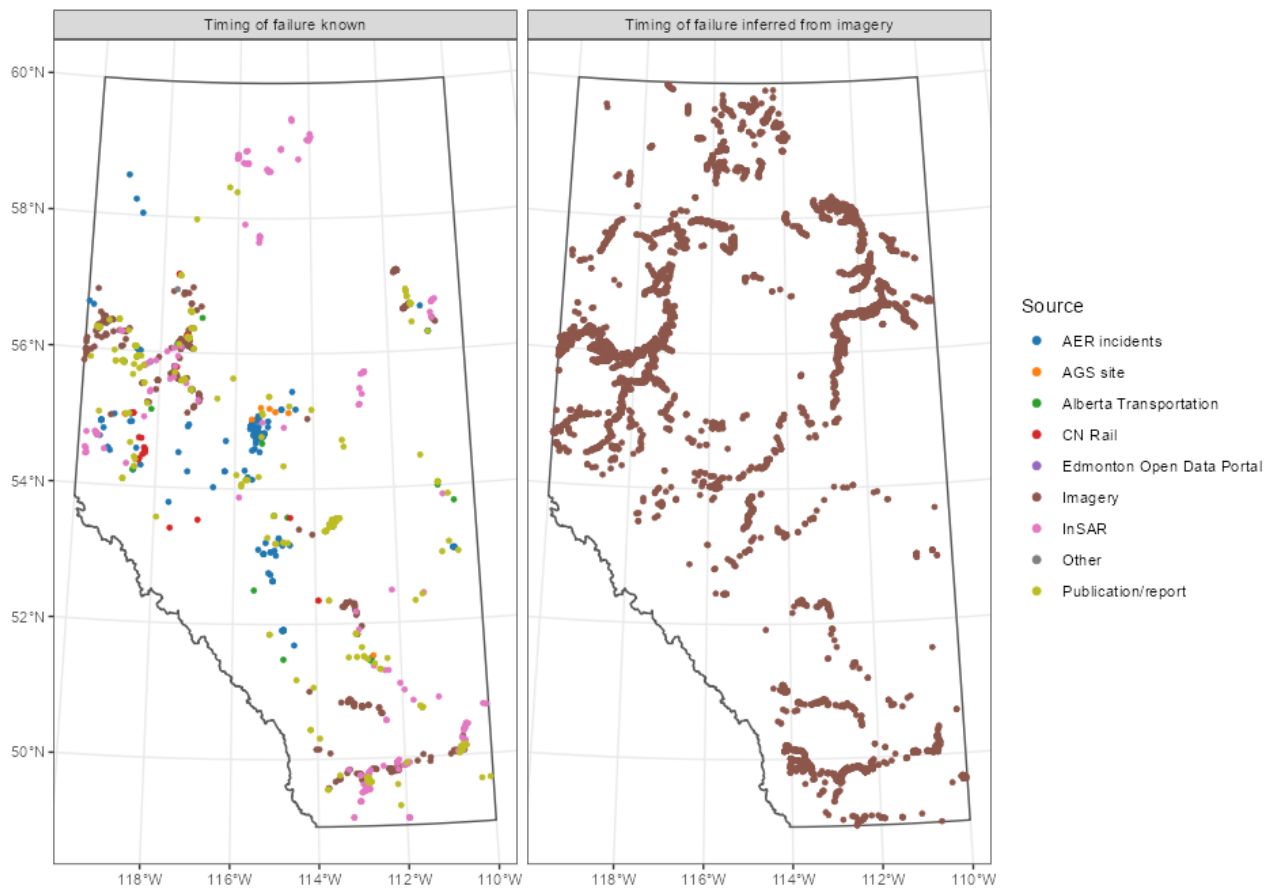 Timing of failure known
Timing of failure inferred from imagery
60°N
58°N
56°N
54°N
52°N
50°N
118°W
116°W
114°W
112°W
110°W
118°W
116°W
114°W
112°W
110°W
Source
AER incidents
AGS site
Alberta Transportation
CN Rail
Edmonton Open Data Portal
Imagery
InSAR
Other
Publication/report